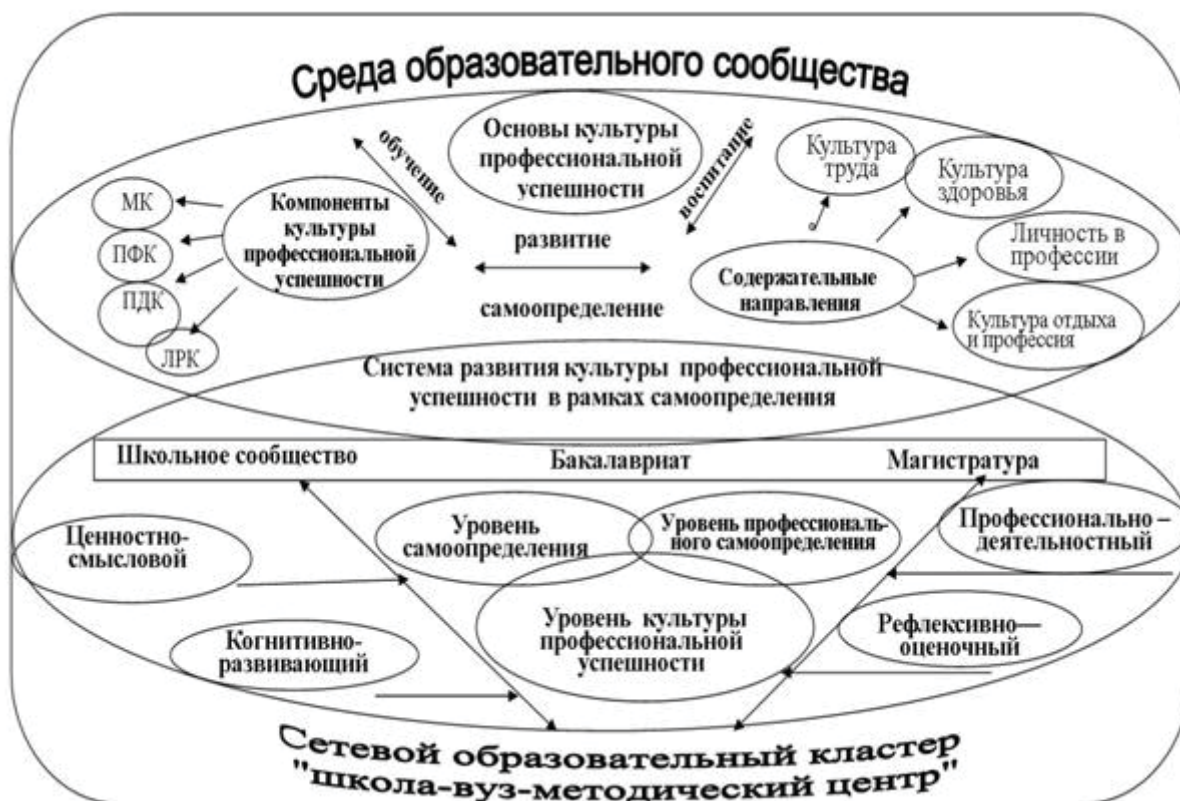 Среда образовательного сообщества
Основы культуры
профессиональной
успешности
обучение
воспитание
Культура
труда
Культура
здоровья
МК
ПФК
ПДК
ЛРК
Компоненты
культуры
профессиональной
успешности
развитие
самоопределение
Содержательные
направления
Личность в
профессии
Культура отдыха
и профессия
Система развития культуры профессиональной
успешности в рамках самоопределения
Школьное сообщество
Бакалавриат
Магистратура
Ценностно-
смысловой
Уровень
самоопределения
Уровень профессиональ-
ного самоопределения
Профессионально –
деятельностный
Когнитивно-
развивающий
Уровень культуры
профессиональной
успешности
Рефлексивно—
оценочный
Сетевой образовательный кластер
"школа-вуз-методический центр"